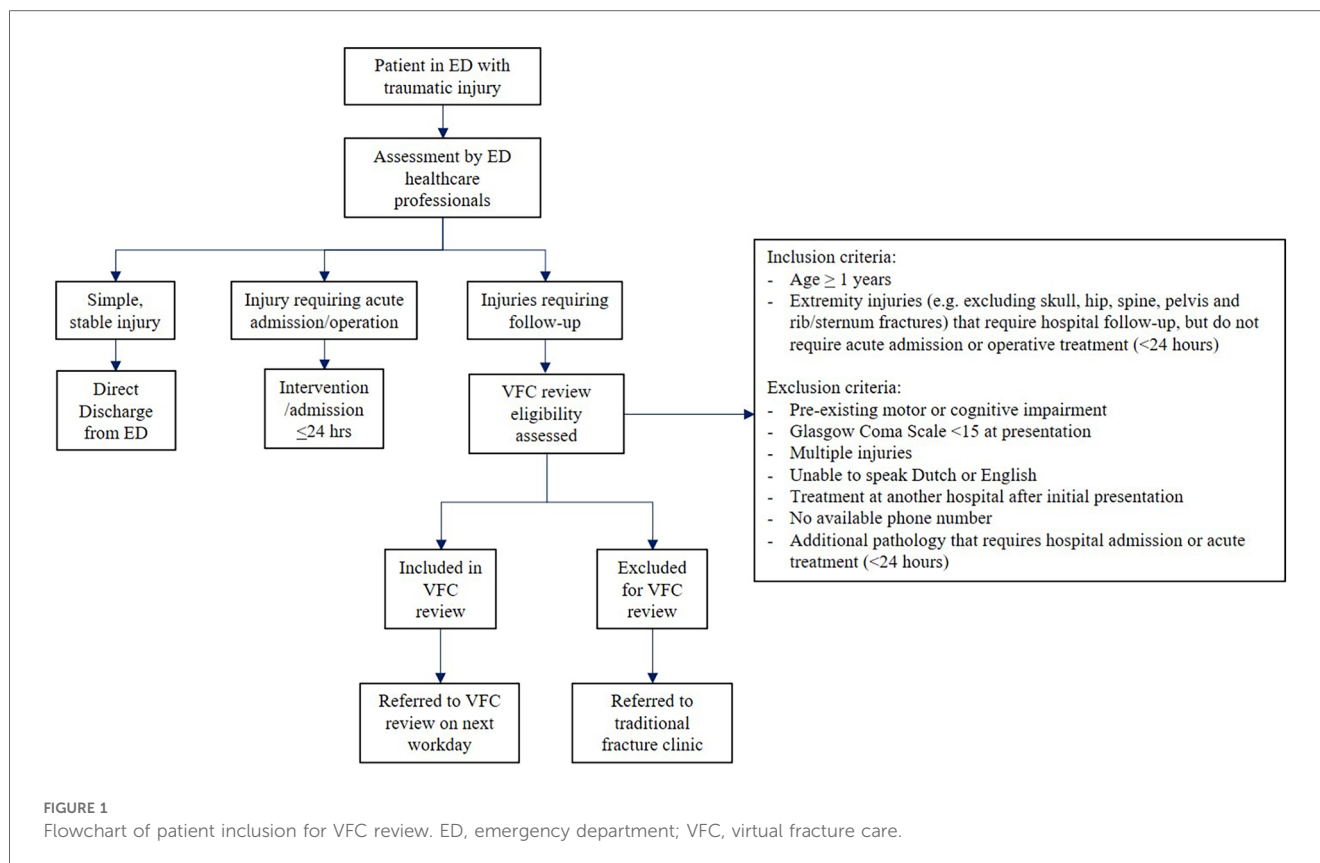 Patient in ED with
traumatic injury
Assessment by ED
healthcare
professionals
Simple,
stable injury
Injury requiring acute
admission/operation
Injuries requiring
follow-up
Direct
Discharge
from ED
Intervention
/admission
≤24 hrs
VFC review
eligibility
assessed
Inclusion criteria:
- Age ≥ 1 years
- Extremity injuries (e.g. excluding skull, hip, spine, pelvis and
rib/sternum fractures) that require hospital follow-up, but do not
require acute admission or operative treatment (<24 hours)
Exclusion criteria:
- Pre-existing motor or cognitive impairment
- Glasgow Coma Scale <15 at presentation
- Multiple injuries
- Unable to speak Dutch or English
- Treatment at another hospital after initial presentation
- No available phone number
- Additional pathology that requires hospital admission or acute
treatment (<24 hours)
Included in
VFC
review
Excluded
for VFC
review
Referred to VFC
review on next
workday
Referred to
traditional
fracture clinic
FIGURE 1
Flowchart of patient inclusion for VFC review. ED, emergency department; VFC, virtual fracture care.